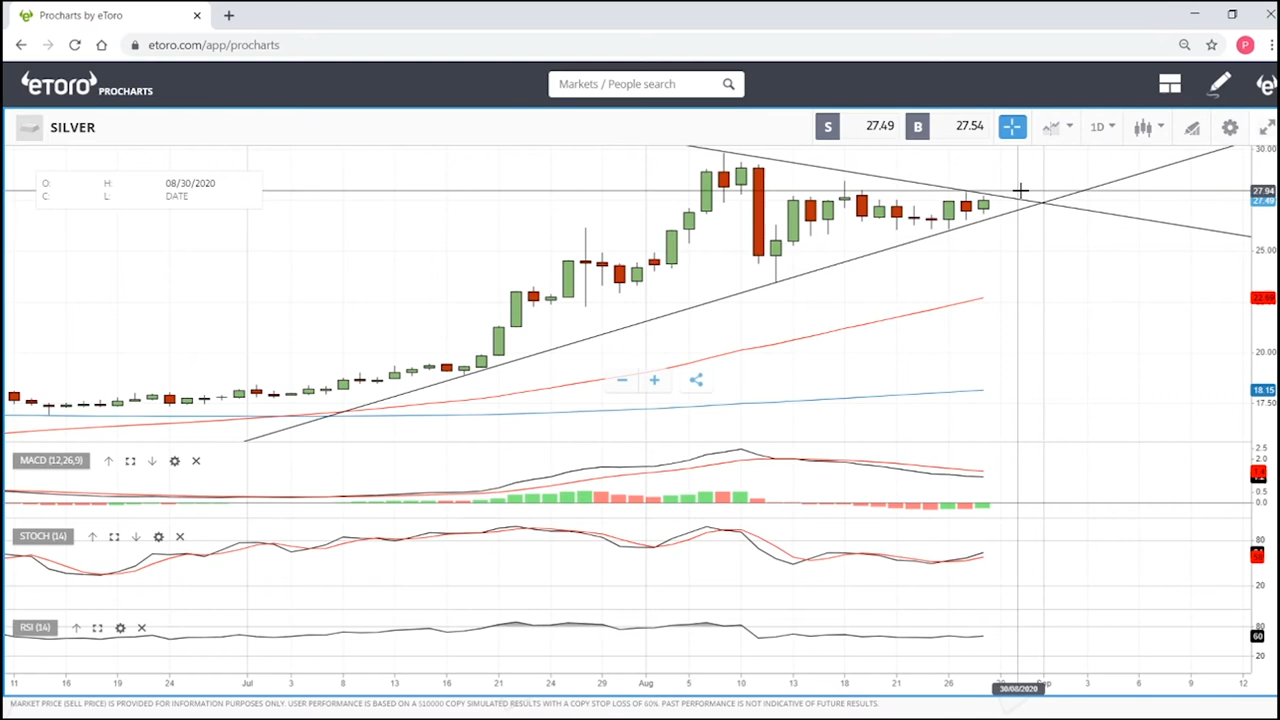 Procharts by eToro
etoro.com/app/procharts
P
eTORO PROCHARTS
Markets / People search
SILVER
S 27.49 B 27.54 1D
O: H: 08/30/2020
C: L: DATE
30.00
27.94
27.49
25.00
22.69
20.00
18.15
17.50
MACD (12,26,9)
2.5
2.0
0.5
0.0
STOCH (14)
80
20
RSI (14)
80
60
20
11 16 19 24 Jul 3 8 13 16 21 24 29 Aug 5 10 13 18 21 26 3 6 9 12
30/08/2020
MARKET PRICE (SELL PRICE) IS PROVIDED FOR INFORMATION PURPOSES ONLY. USER PERFORMANCE IS BASED ON A $10000 COPY SIMULATED RESULTS WITH A COPY STOP LOSS OF 60%. PAST PERFORMANCE IS NOT INDICATIVE OF FUTURE RESULTS.